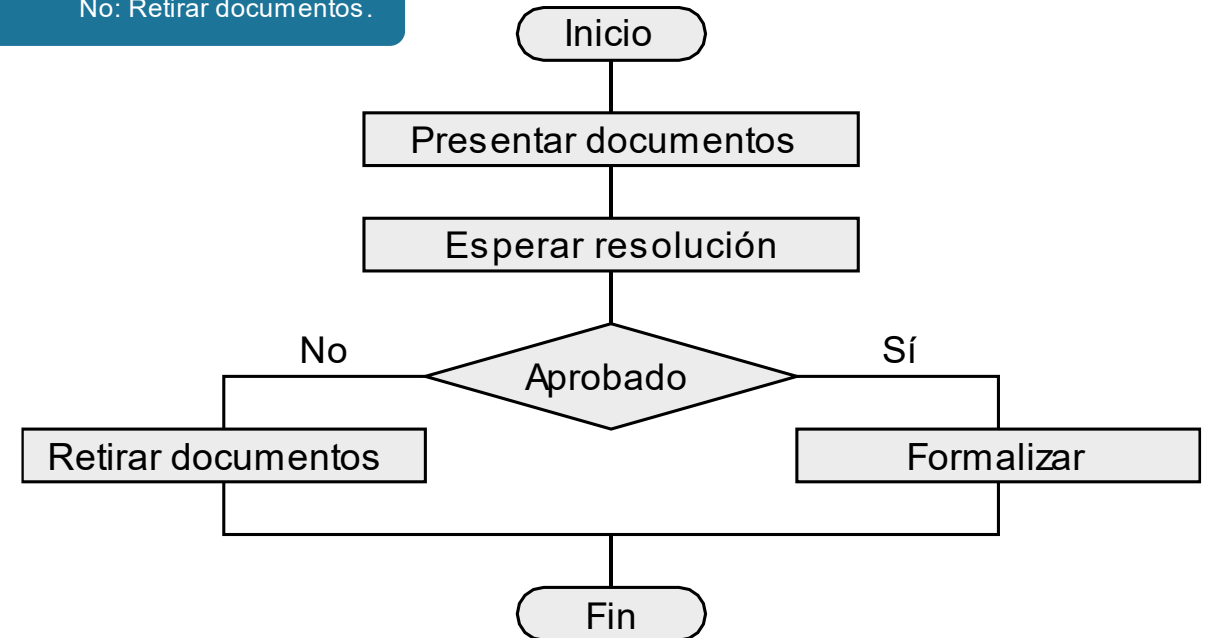 No: Retirar documentos.
Inicio
Presentar documentos
Esperar resolución
No
Sí
Aprobado
Retirar documentos
Formalizar
Fin